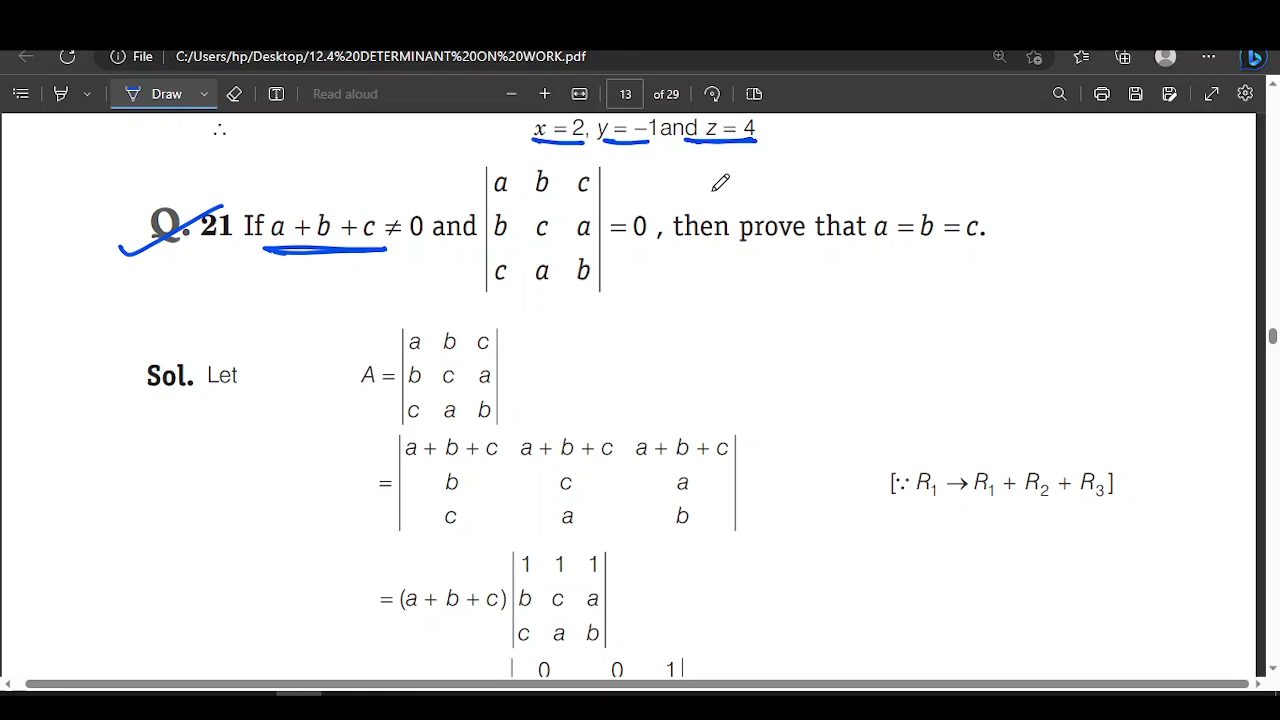 File C:/Users/hp/Desktop/12.4%20DETERMINANT%20ON%20WORK.pdf
Draw Read aloud 13 of 29
∴ x = 2, y = −1and z = 4
Q. 21 If a + b + c ≠ 0 and | a b c |
| b c a | = 0 , then prove that a = b = c.
| c a b |
Sol. Let A = | a b c |
| b c a |
| c a b |
= | a + b + c a + b + c a + b + c |
| b c a | [∵ R₁ → R₁ + R₂ + R₃]
| c a b |
= (a + b + c) | 1 1 1 |
| b c a |
| c a b |
| 0 0 1 |